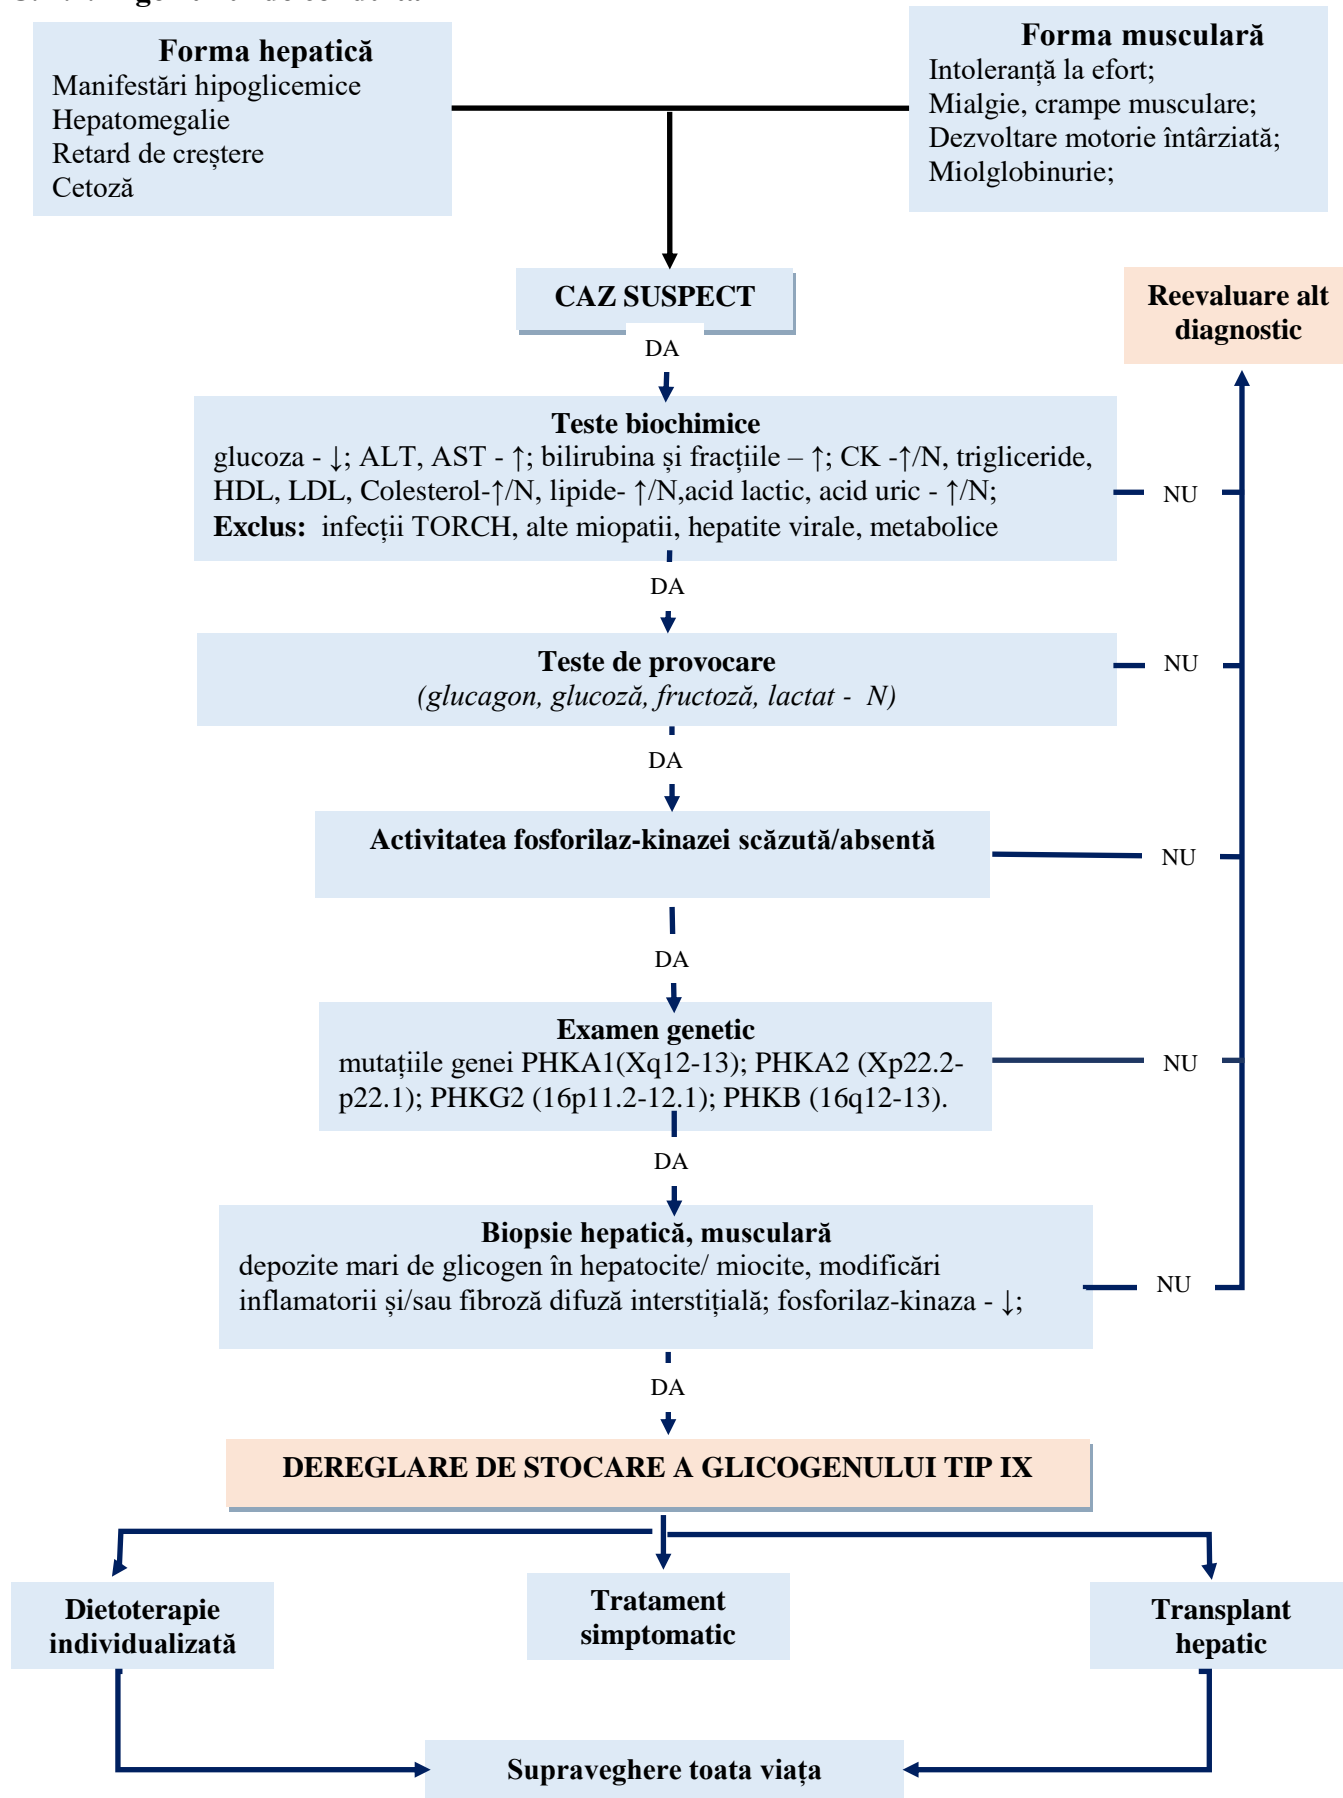 Forma hepatică
Manifestări hipoglicemice
Hepatomegalie
Retard de creștere
Cetoză
Forma musculară
Intoleranță la efort;
Mialgie, crampe musculare;
Dezvoltare motorie întârziată;
Miolglobinurie;
CAZ SUSPECT
Reevaluare alt
diagnostic
DA
Teste biochimice
glucoza - ↓; ALT, AST - ↑; bilirubina și fracțiile – ↑; CK -↑/N, trigliceride,
HDL, LDL, Colesterol-↑/N, lipide- ↑/N,acid lactic, acid uric - ↑/N;
Exclus: infecții TORCH, alte miopatii, hepatite virale, metabolice
NU
DA
Teste de provocare
(glucagon, glucoză, fructoză, lactat - N)
NU
DA
Activitatea fosforilaz-kinazei scăzută/absentă
NU
DA
Examen genetic
mutațiile genei PHKA1(Xq12-13); PHKA2 (Xp22.2-
p22.1); PHKG2 (16p11.2-12.1); PHKB (16q12-13).
NU
DA
Biopsie hepatică, musculară
depozite mari de glicogen în hepatocite/ miocite, modificări
inflamatorii și/sau fibroză difuză interstițială; fosforilaz-kinaza - ↓;
NU
DA
DEREGLARE DE STOCARE A GLICOGENULUI TIP IX
Dietoterapie
individualizată
Tratament
simptomatic
Transplant
hepatic
Supraveghere toata viața